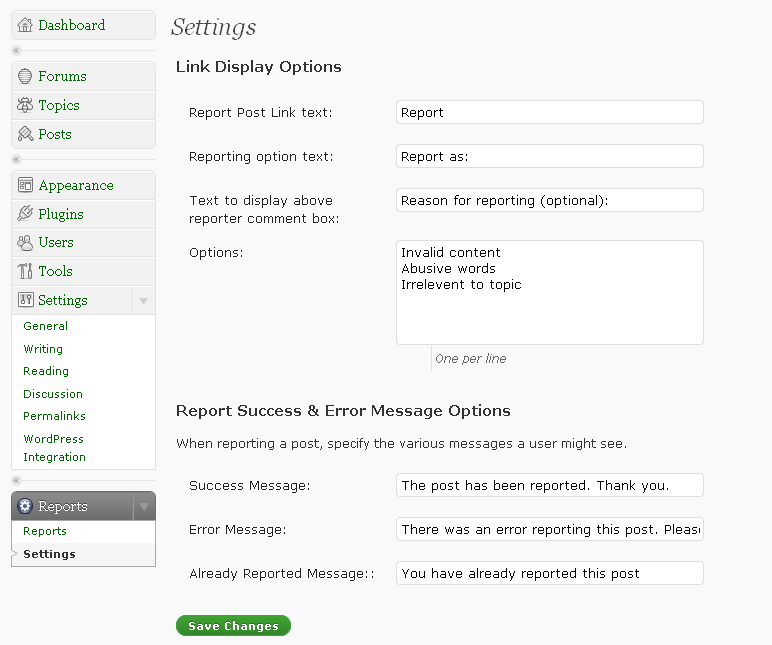 Dashboard
Forums
Topics
Posts
Appearance
Plugins
Users
Tools
Settings
General
Writing
Reading
Discussion
Permalinks
WordPress
Integration
Reports
Reports
Settings
Settings
Link Display Options
Report Post Link text:
Report
Reporting option text:
Report as:
Text to display above
reporter comment box:
Reason for reporting (optional):
Options:
Invalid content
Abusive words
Irrelevent to topic
One per line
Report Success & Error Message Options
When reporting a post, specify the various messages a user might see.
Success Message:
The post has been reported. Thank you.
Error Message:
There was an error reporting this post. Pleas
Already Reported Message::
You have already reported this post
Save Changes